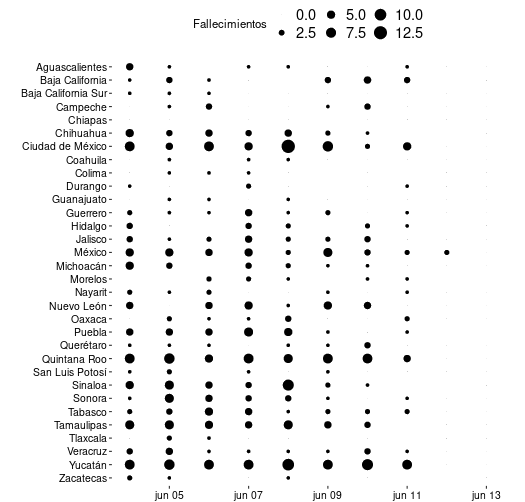 Fallecimientos
0.0 5.0 10.0
2.5 7.5 12.5
Aguascalientes
Baja California
Baja California Sur
Campeche
Chiapas
Chihuahua
Ciudad de México
Coahuila
Colima
Durango
Guanajuato
Guerrero
Hidalgo
Jalisco
México
Michoacán
Morelos
Nayarit
Nuevo León
Oaxaca
Puebla
Querétaro
Quintana Roo
San Luis Potosí
Sinaloa
Sonora
Tabasco
Tamaulipas
Tlaxcala
Veracruz
Yucatán
Zacatecas
jun 05 jun 07 jun 09 jun 11 jun 13